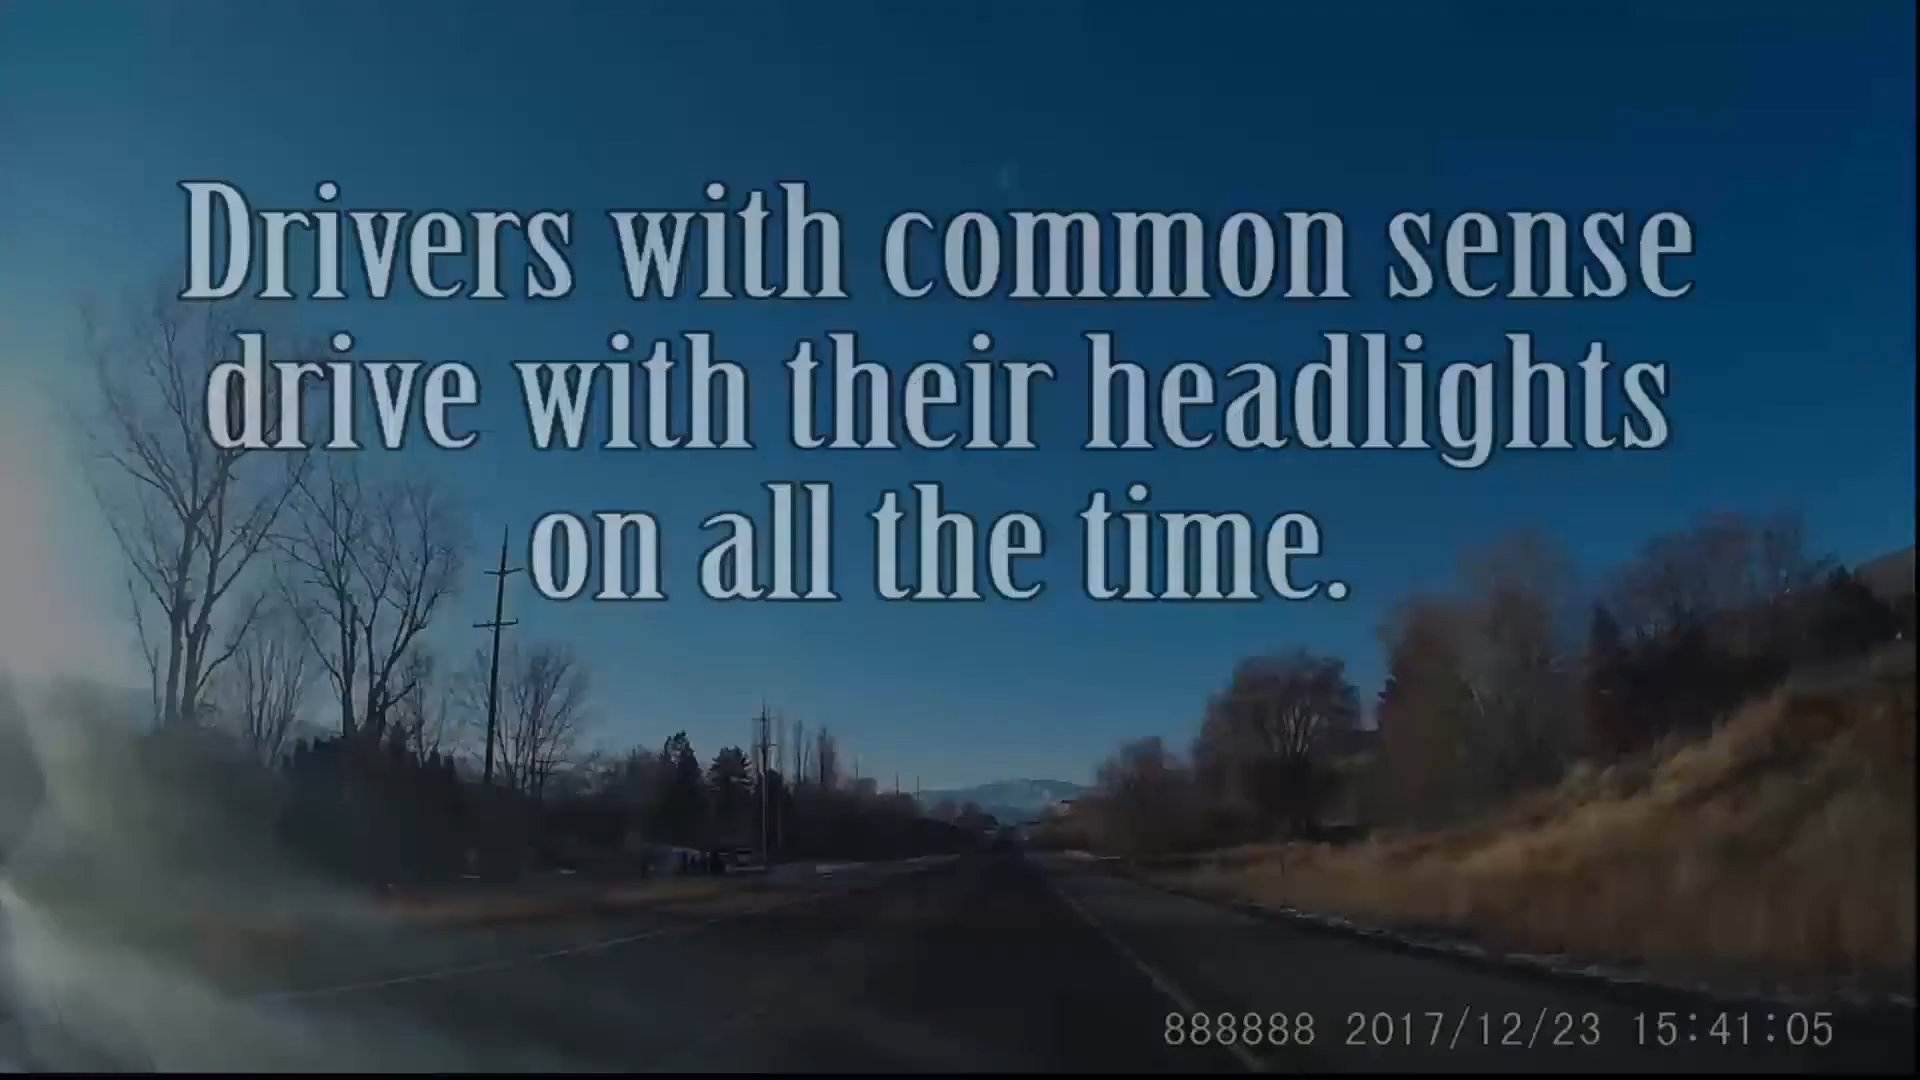 Drivers with common sense
drive with their headlights
on all the time.
888888 2017/12/23 15:41:05